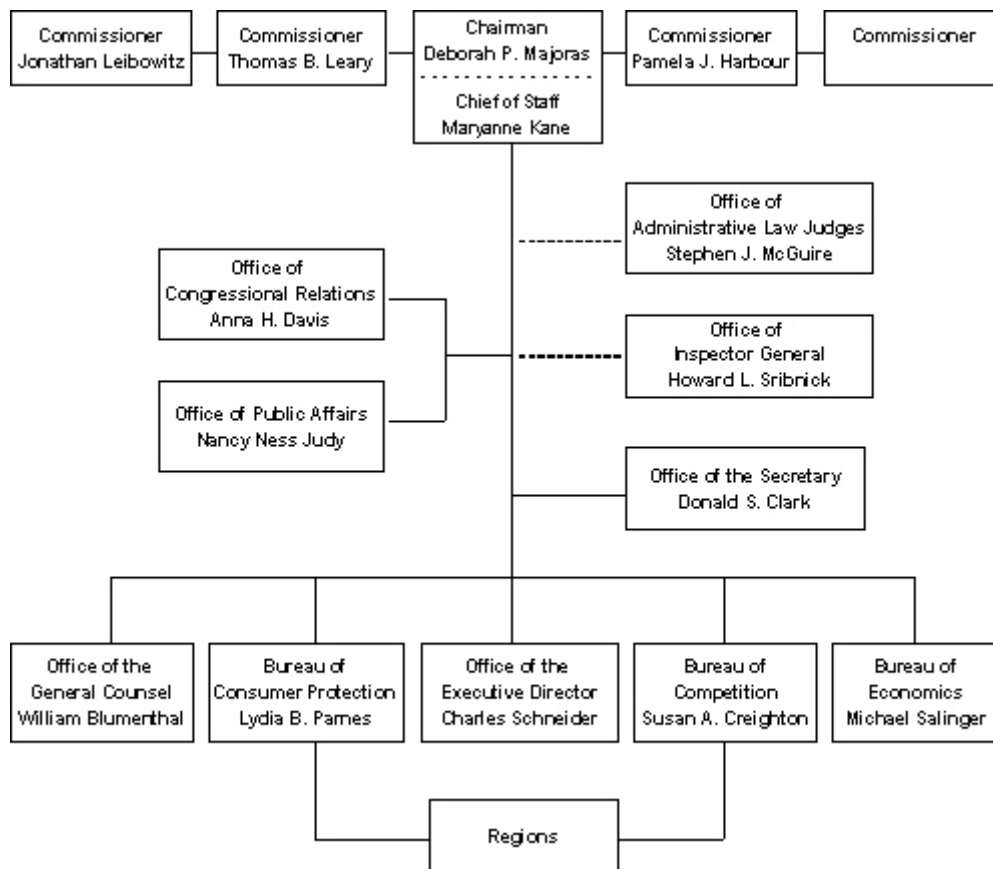 Commissioner
Jonathan Leibowitz
Commissioner
Thomas B. Leary
Chairman
Deborah P. Majoras
Chief of Staff
Maryanne Kane
Commissioner
Pamela J. Harbour
Commissioner
Office of
Administrative Law Judges
Stephen J. McGuire
Office of
Congressional Relations
Anna H. Davis
Office of
Inspector General
Howard L. Sribnick
Office of Public Affairs
Nancy Ness Judy
Office of the Secretary
Donald S. Clark
Office of the
General Counsel
William Blumenthal
Bureau of
Consumer Protection
Lydia B. Parnes
Office of the
Executive Director
Charles Schneider
Bureau of
Competition
Susan A. Creighton
Bureau of
Economics
Michael Salinger
Regions